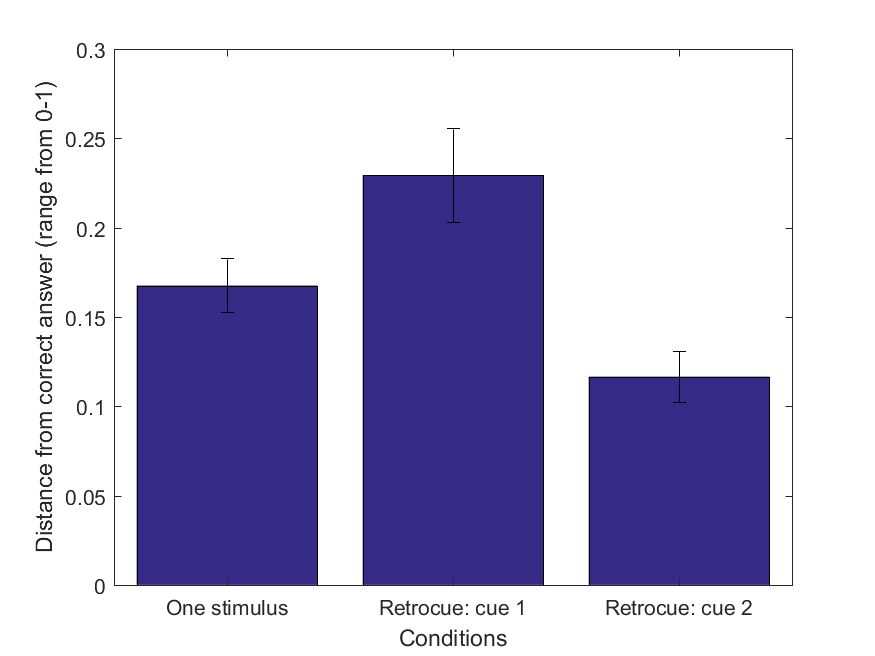 0.3
0.25
0.2
0.15
0.1
0.05
0
Distance from correct answer (range from 0-1)
One stimulus
Retrocue: cue 1
Retrocue: cue 2
Conditions